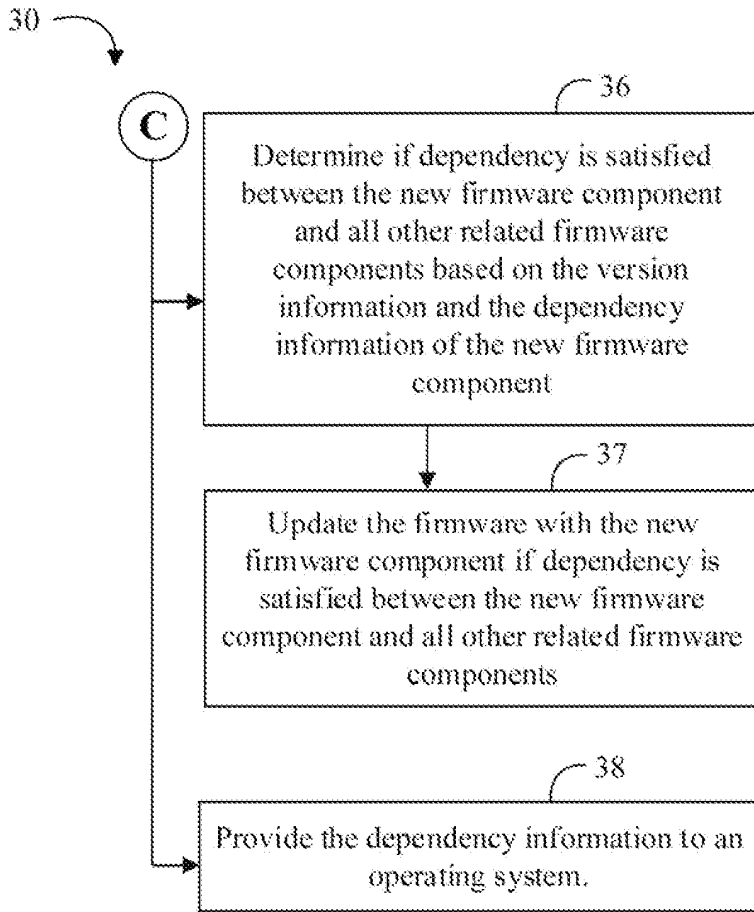 30
C
36
Determine if dependency is satisfied
between the new firmware component
and all other related firmware
components based on the version
information and the dependency
information of the new firmware
component
37
Update the firmware with the new
firmware component if dependency is
satisfied between the new firmware
component and all other related firmware
components
38
Provide the dependency information to an
operating system.